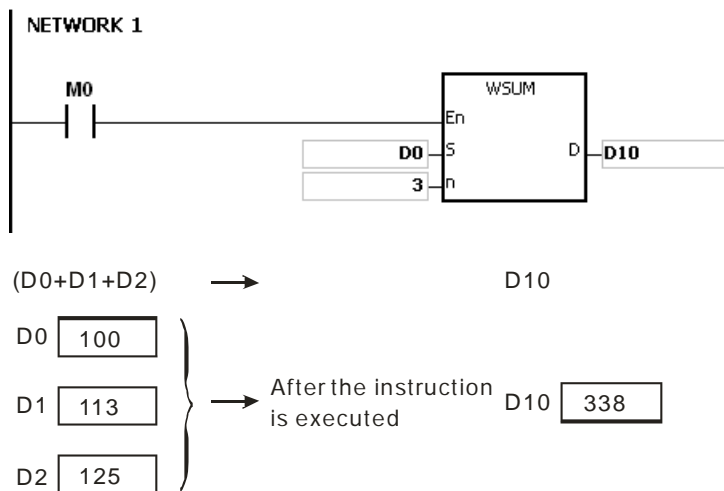 NETWORK 1
M0
WSUM
En
D0 S D D10
3 n
(D0+D1+D2) D10
D0 100
D1 113
D2 125
After the instruction
is executed
D10 338